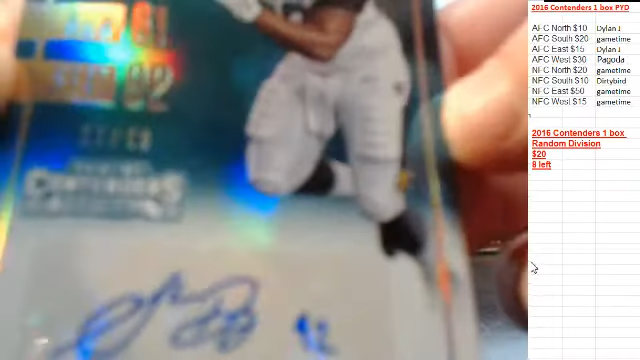 2016 Contenders 1 box PYD
AFC North $10 Dylan J
AFC South $20 gametime
AFC East $15 Dylan J
AFC West $30 Pagoda
NFC North $20 gametime
NFC South $10 Dirtybird
NFC East $50 gametime
NFC West $15 gametime
2016 Contenders 1 box
Random Division
$20
8 left
CONTENDERS